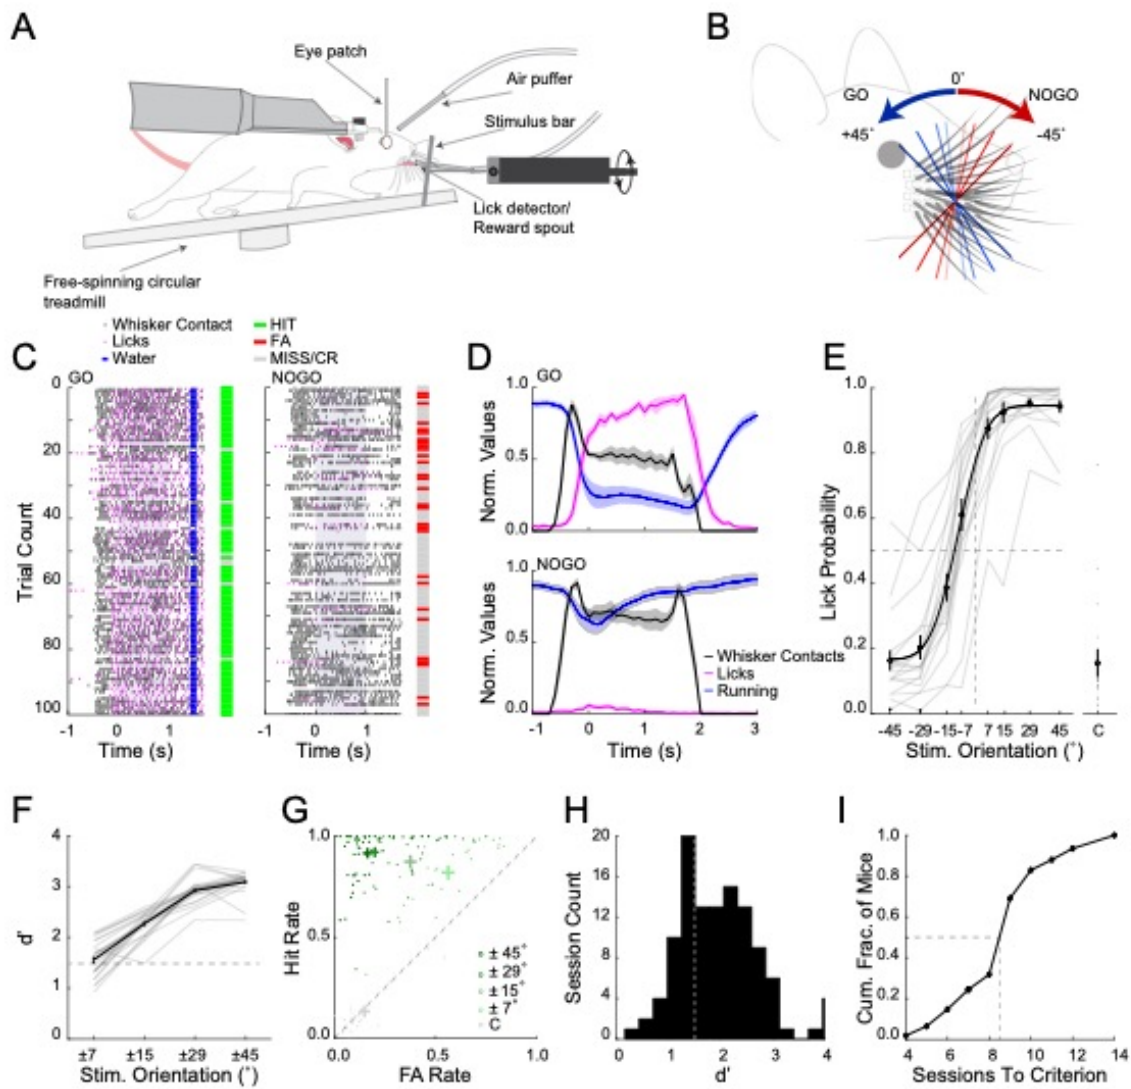 A
Eye patch
Air puffer
Stimulus bar
Lick detector/
Reward spout
Free-spinning circular
treadmill
B
0°
GO
NOGO
+45°
-45°
C
Whisker Contact
Licks
Water
HIT
FA
MISS/CR
GO
NOGO
0
20
40
60
80
100
Trial Count
-1 0 1
Time (s)
-1 0 1
Time (s)
D
GO
1.0
0.5
0.0
Norm. Values
-1 0 1 2 3
NOGO
1.0
0.5
0.0
Norm. Values
Whisker Contacts
Licks
Running
-1 0 1 2 3
Time (s)
E
1.0
0.8
0.6
0.4
0.2
0.0
Lick Probability
-45 -29 -15 -7 7 15 29 45 C
Stim. Orientation (°)
F
4
3
2
1
0
d'
±7 ±15 ±29 ±45
Stim. Orientation (°)
G
1.0
0.5
0.0
Hit Rate
± 45°
± 29°
± 15°
± 7°
C
0.0 0.5 1.0
FA Rate
H
20
16
12
8
4
0
Session Count
0 1 2 3 4
d'
I
1.0
0.8
0.6
0.4
0.2
0.0
Cum. Frac. of Mice
4 6 8 10 12 14
Sessions To Criterion